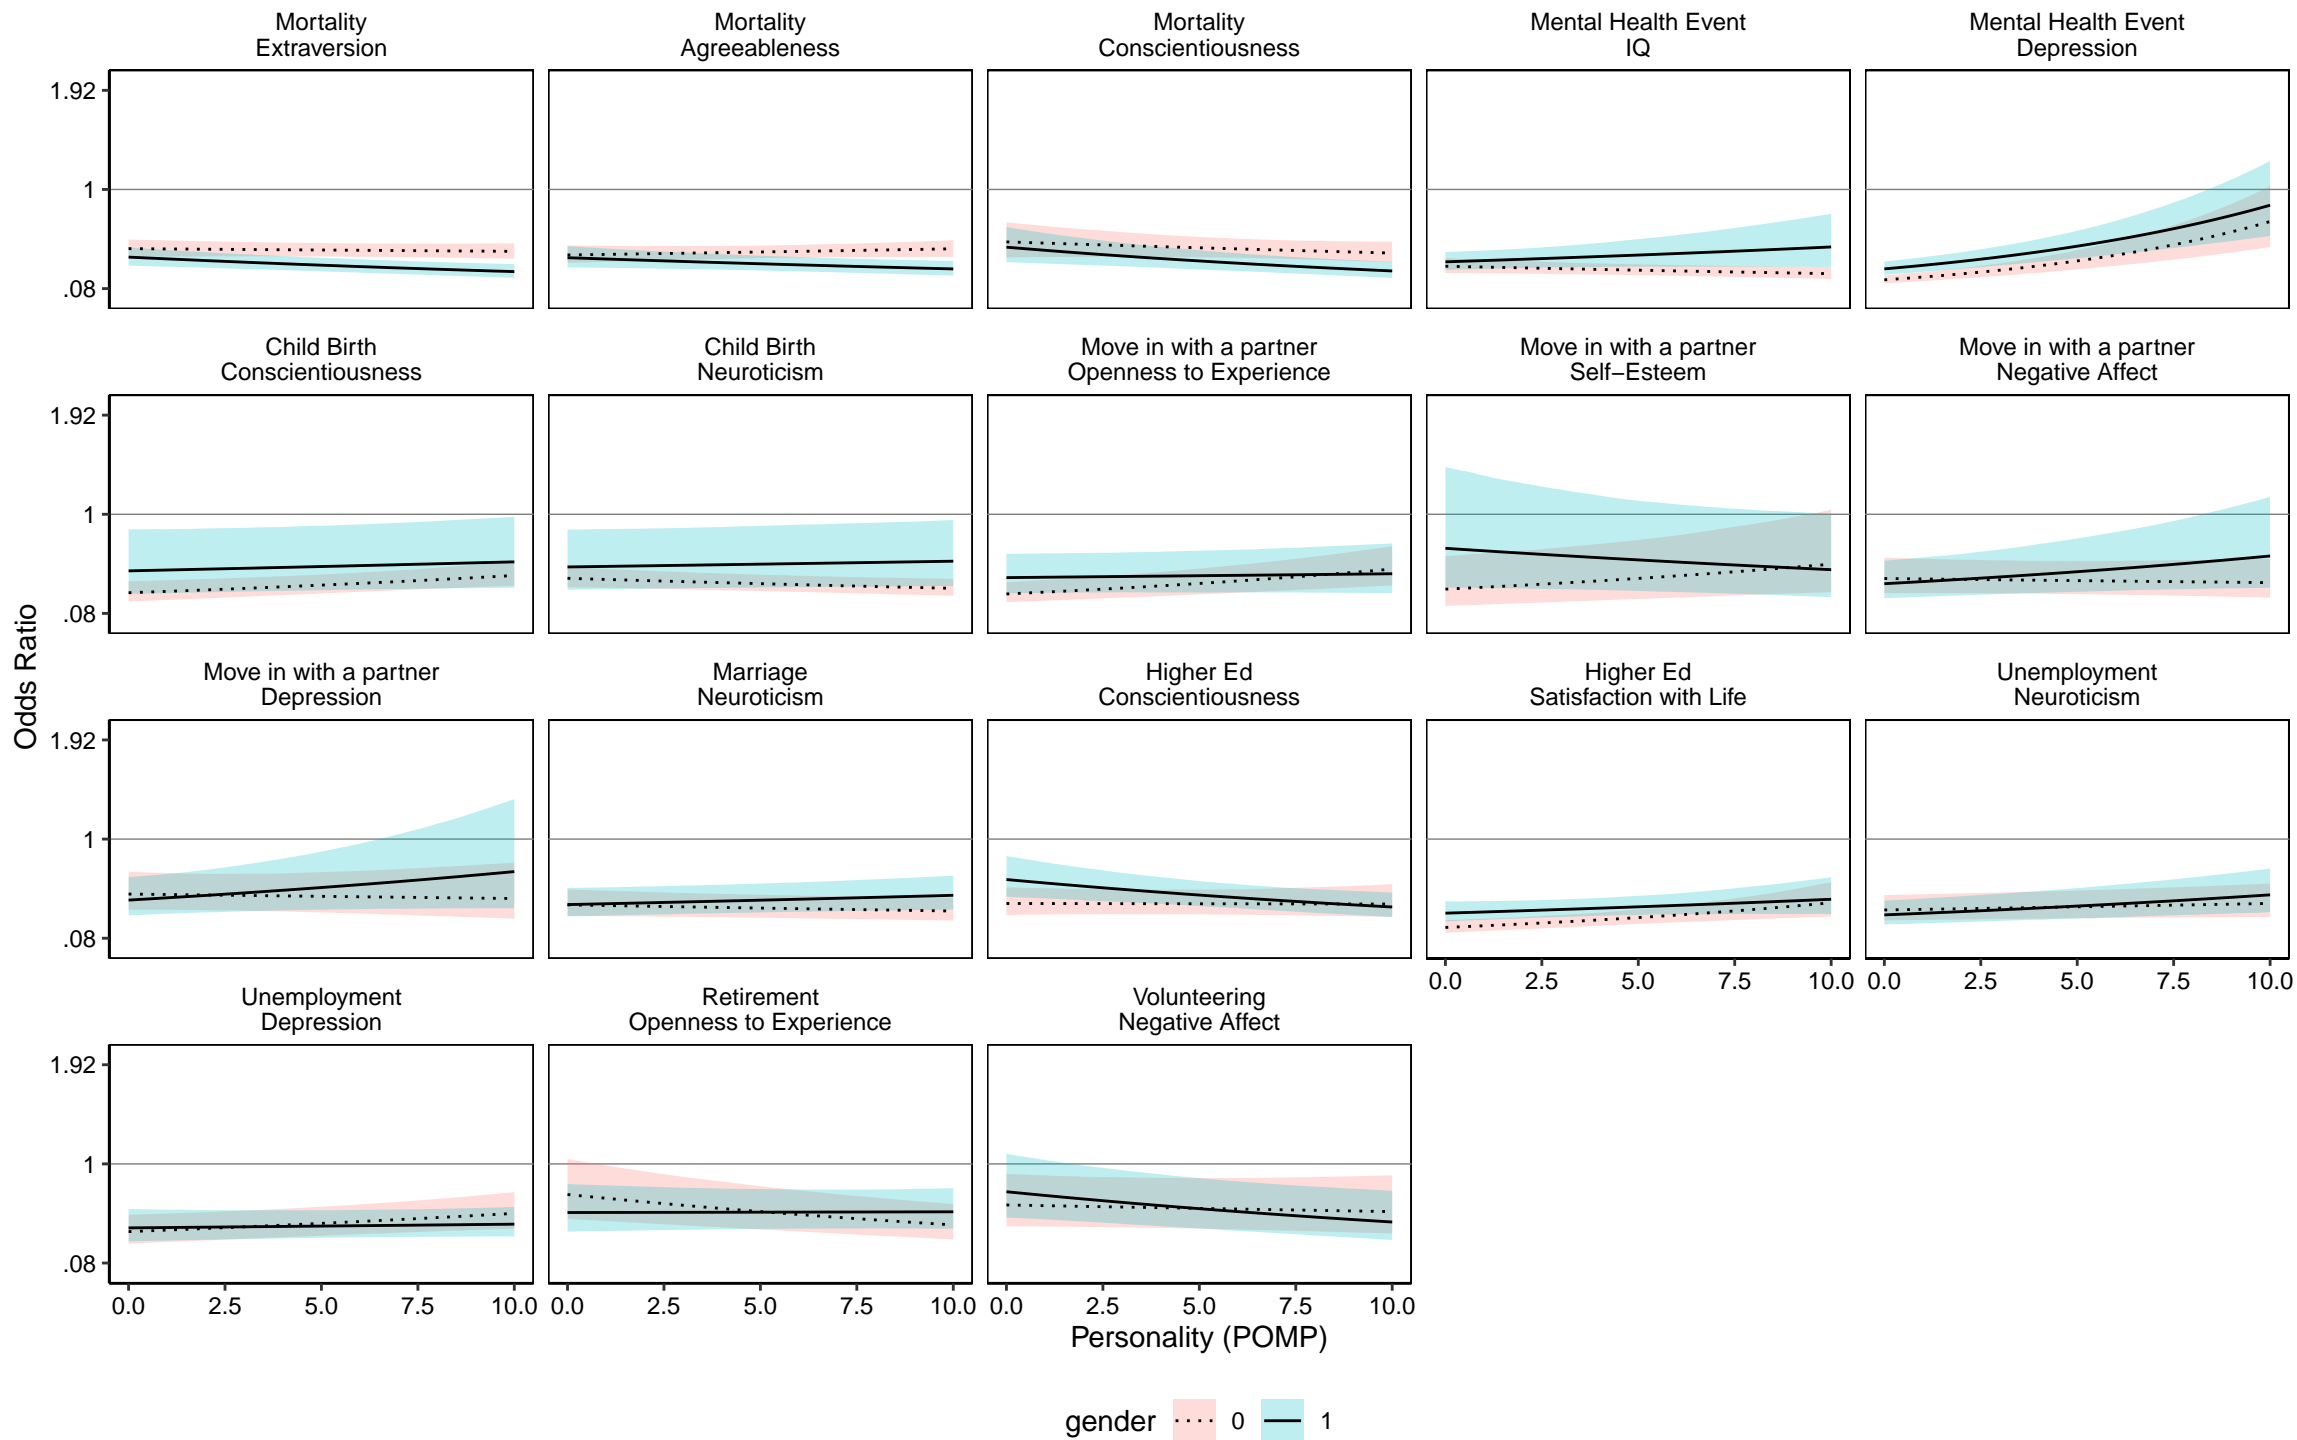 Mortality
Extraversion
Mortality
Agreeableness
Mortality
Conscientiousness
Mental Health Event
IQ
Mental Health Event
Depression
1.92
1
.08
Child Birth
Conscientiousness
Child Birth
Neuroticism
Move in with a partner
Openness to Experience
Move in with a partner
Self−Esteem
Move in with a partner
Negative Affect
1.92
1
.08
Odds Ratio
Move in with a partner
Depression
Marriage
Neuroticism
Higher Ed
Conscientiousness
Higher Ed
Satisfaction with Life
Unemployment
Neuroticism
1.92
1
.08
0.0 2.5 5.0 7.5 10.0 0.0 2.5 5.0 7.5 10.0
Unemployment
Depression
Retirement
Openness to Experience
Volunteering
Negative Affect
1.92
1
.08
0.0 2.5 5.0 7.5 10.0 0.0 2.5 5.0 7.5 10.0 0.0 2.5 5.0 7.5 10.0
Personality (POMP)
gender 0 1